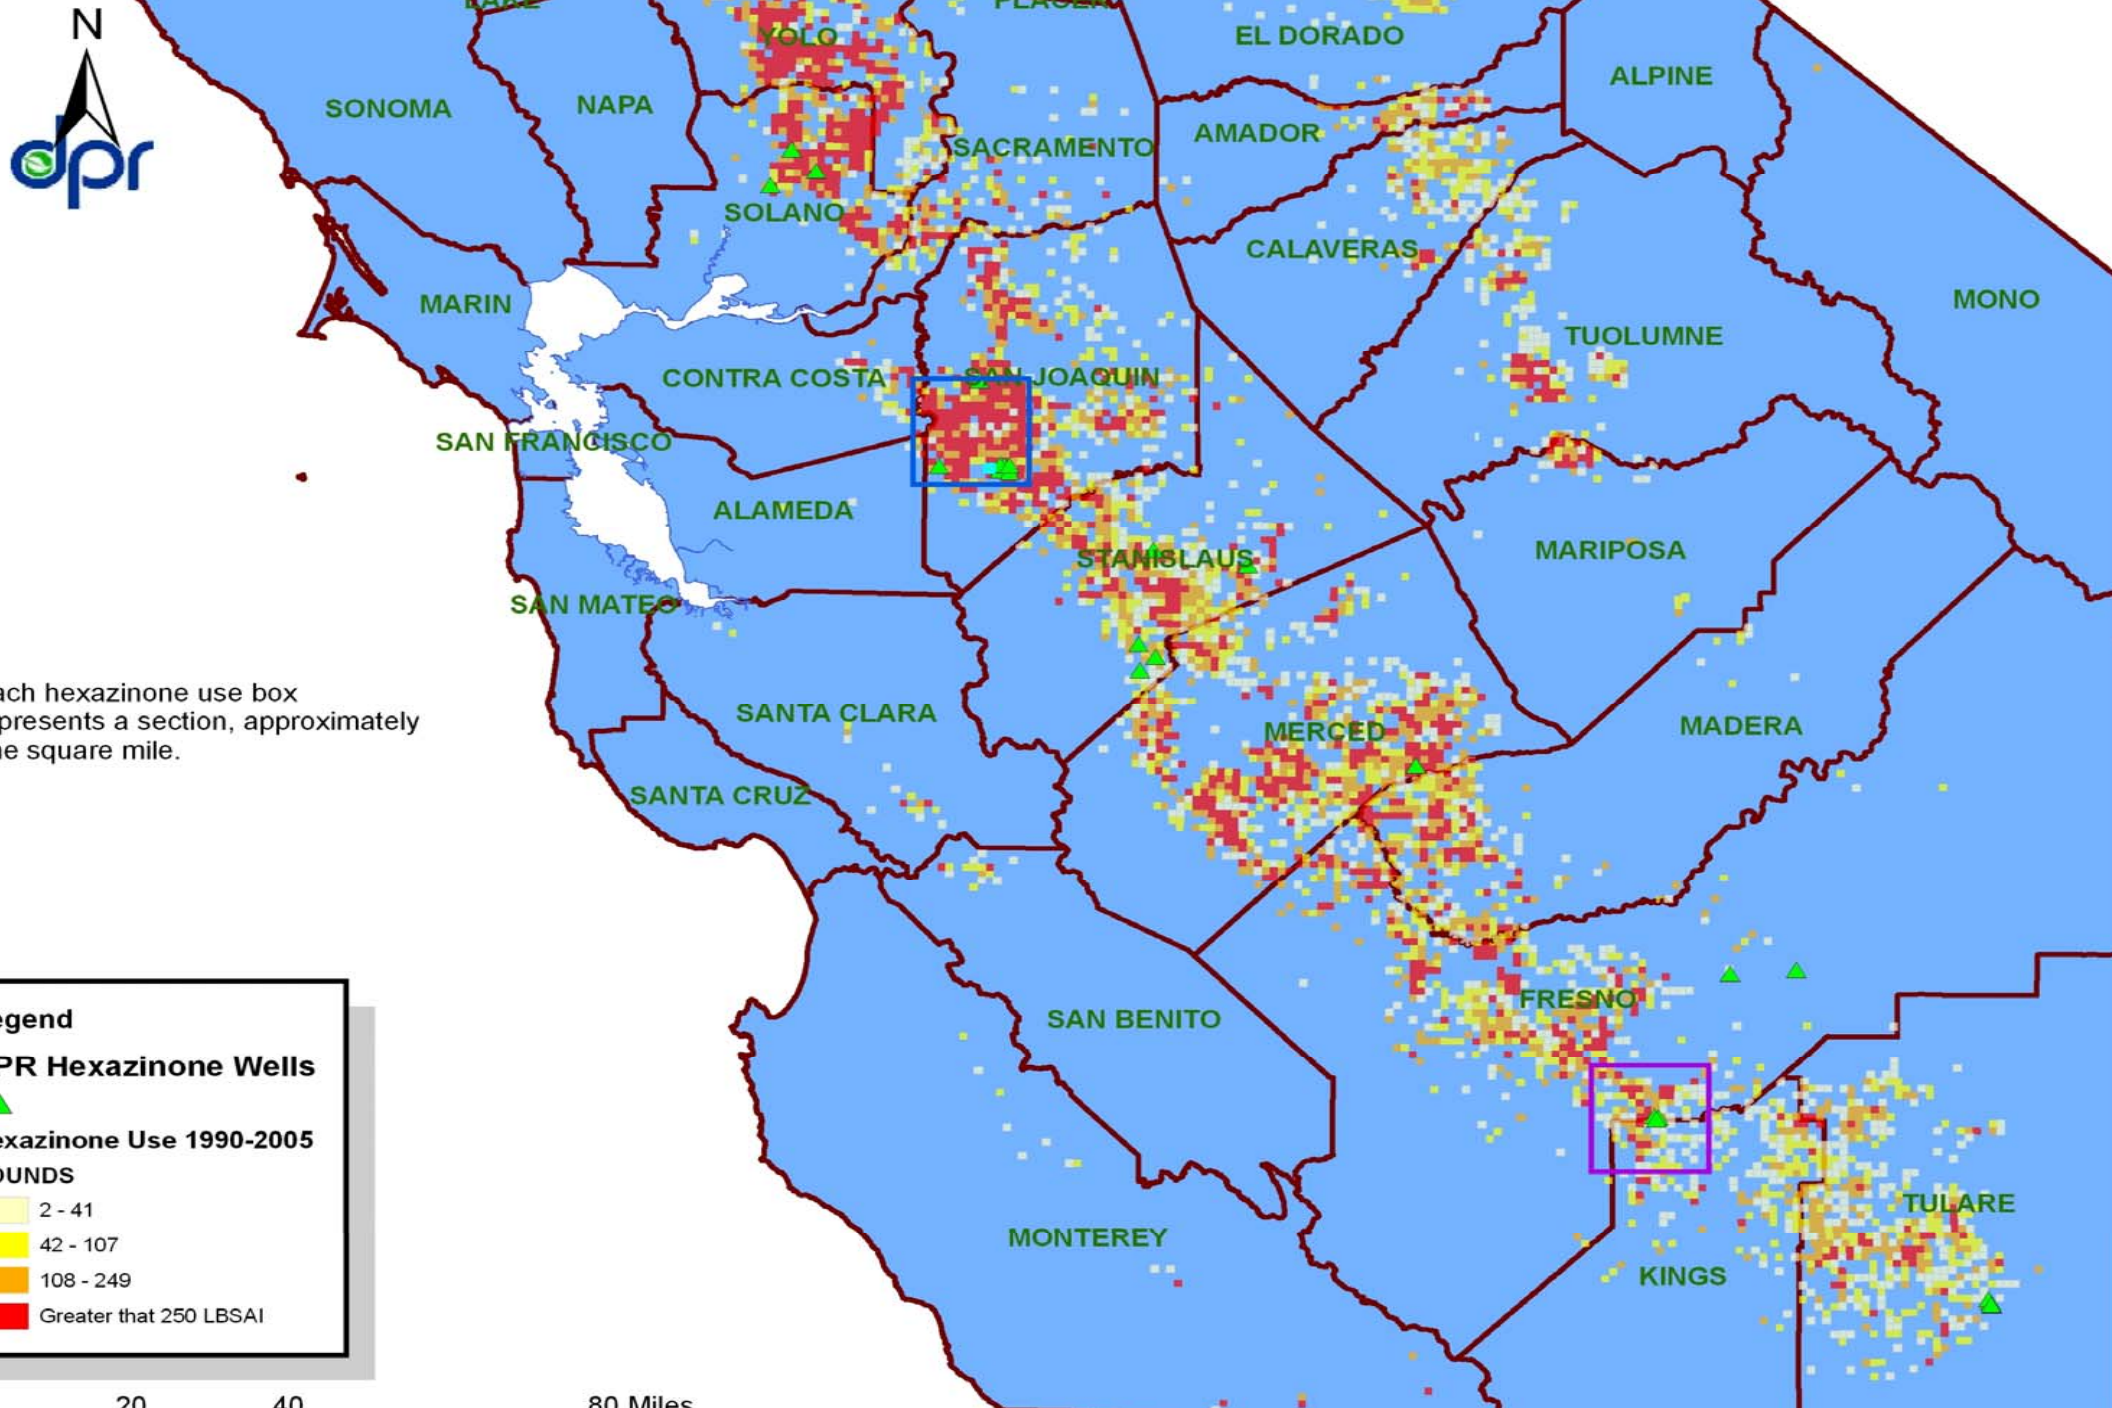 N
dpr
LAKE
PLACER
YOLO
EL DORADO
ALPINE
SONOMA
NAPA
AMADOR
SACRAMENTO
SOLANO
CALAVERAS
MARIN
MONO
TUOLUMNE
CONTRA COSTA
SAN JOAQUIN
SAN FRANCISCO
ALAMEDA
MARIPOSA
STANISLAUS
SAN MATEO
ach hexazinone use box
presents a section, approximately
ne square mile.
SANTA CLARA
MERCED
MADERA
SANTA CRUZ
FRESNO
SAN BENITO
TULARE
MONTEREY
KINGS
egend
PR Hexazinone Wells
exazinone Use 1990-2005
OUNDS
2 - 41
42 - 107
108 - 249
Greater that 250 LBSAI
20 40 80 Miles